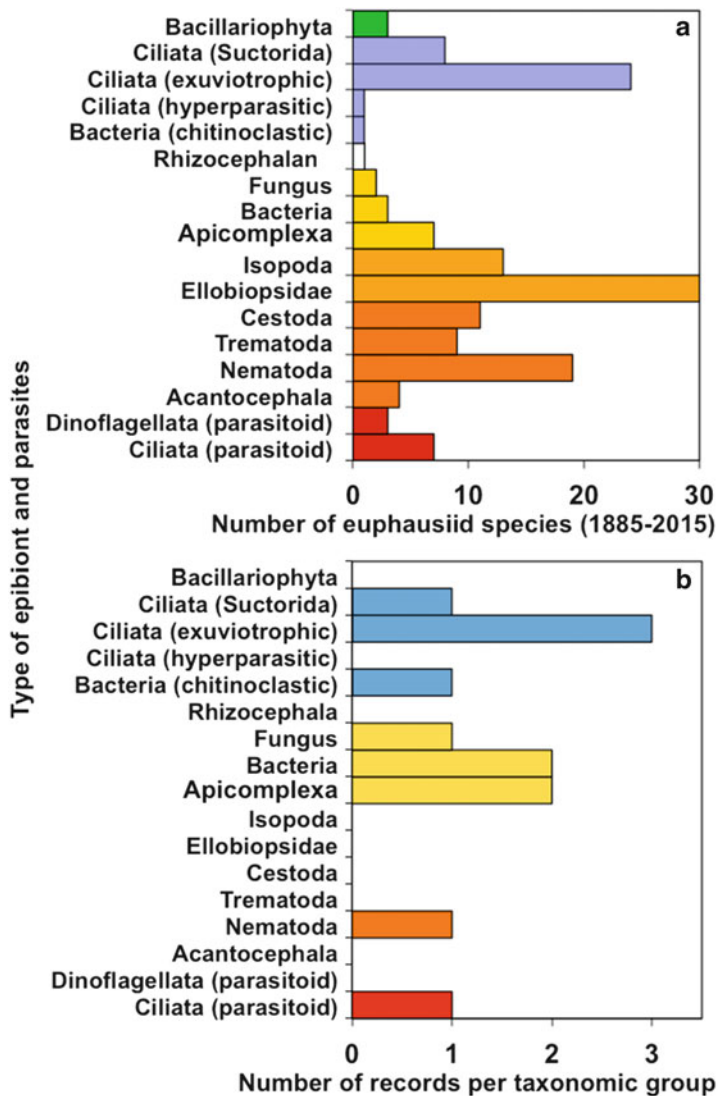 a
Bacillariophyta
Ciliata (Suctorida)
Ciliata (exuviotrophic)
Ciliata (hyperparasitic)
Bacteria (chitinoclastic)
Rhizocephalan
Fungus
Bacteria
Apicomplexa
Isopoda
Ellobiopsidae
Cestoda
Trematoda
Nematoda
Acantocephala
Dinoflagellata (parasitoid)
Ciliata (parasitoid)
0 10 20 30
Number of euphausiid species (1885-2015)
Type of epibiont and parasites
b
Bacillariophyta
Ciliata (Suctorida)
Ciliata (exuviotrophic)
Ciliata (hyperparasitic)
Bacteria (chitinoclastic)
Rhizocephala
Fungus
Bacteria
Apicomplexa
Isopoda
Ellobiopsidae
Cestoda
Trematoda
Nematoda
Acantocephala
Dinoflagellata (parasitoid)
Ciliata (parasitoid)
0 1 2 3
Number of records per taxonomic group